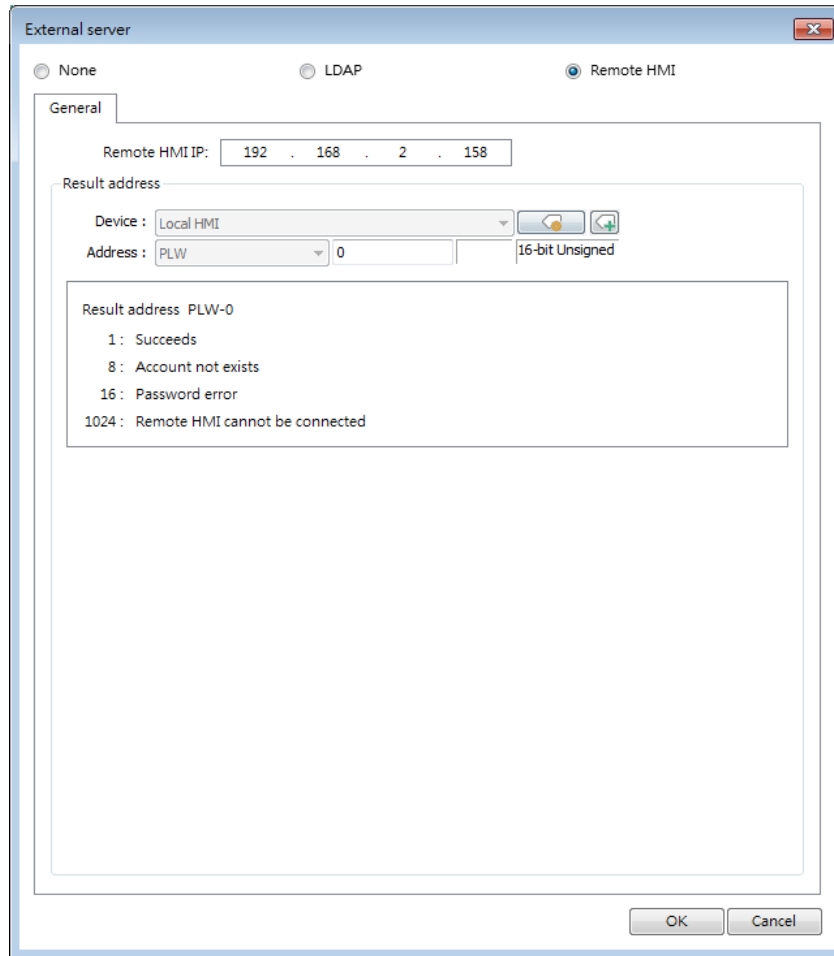 External server
None LDAP Remote HMI
General
Remote HMI IP: 192 . 168 . 2 . 158
Result address
Device : Local HMI
Address : PLW 0 16-bit Unsigned
Result address PLW-0
1 : Succeeds
8 : Account not exists
16 : Password error
1024 : Remote HMI cannot be connected
OK Cancel